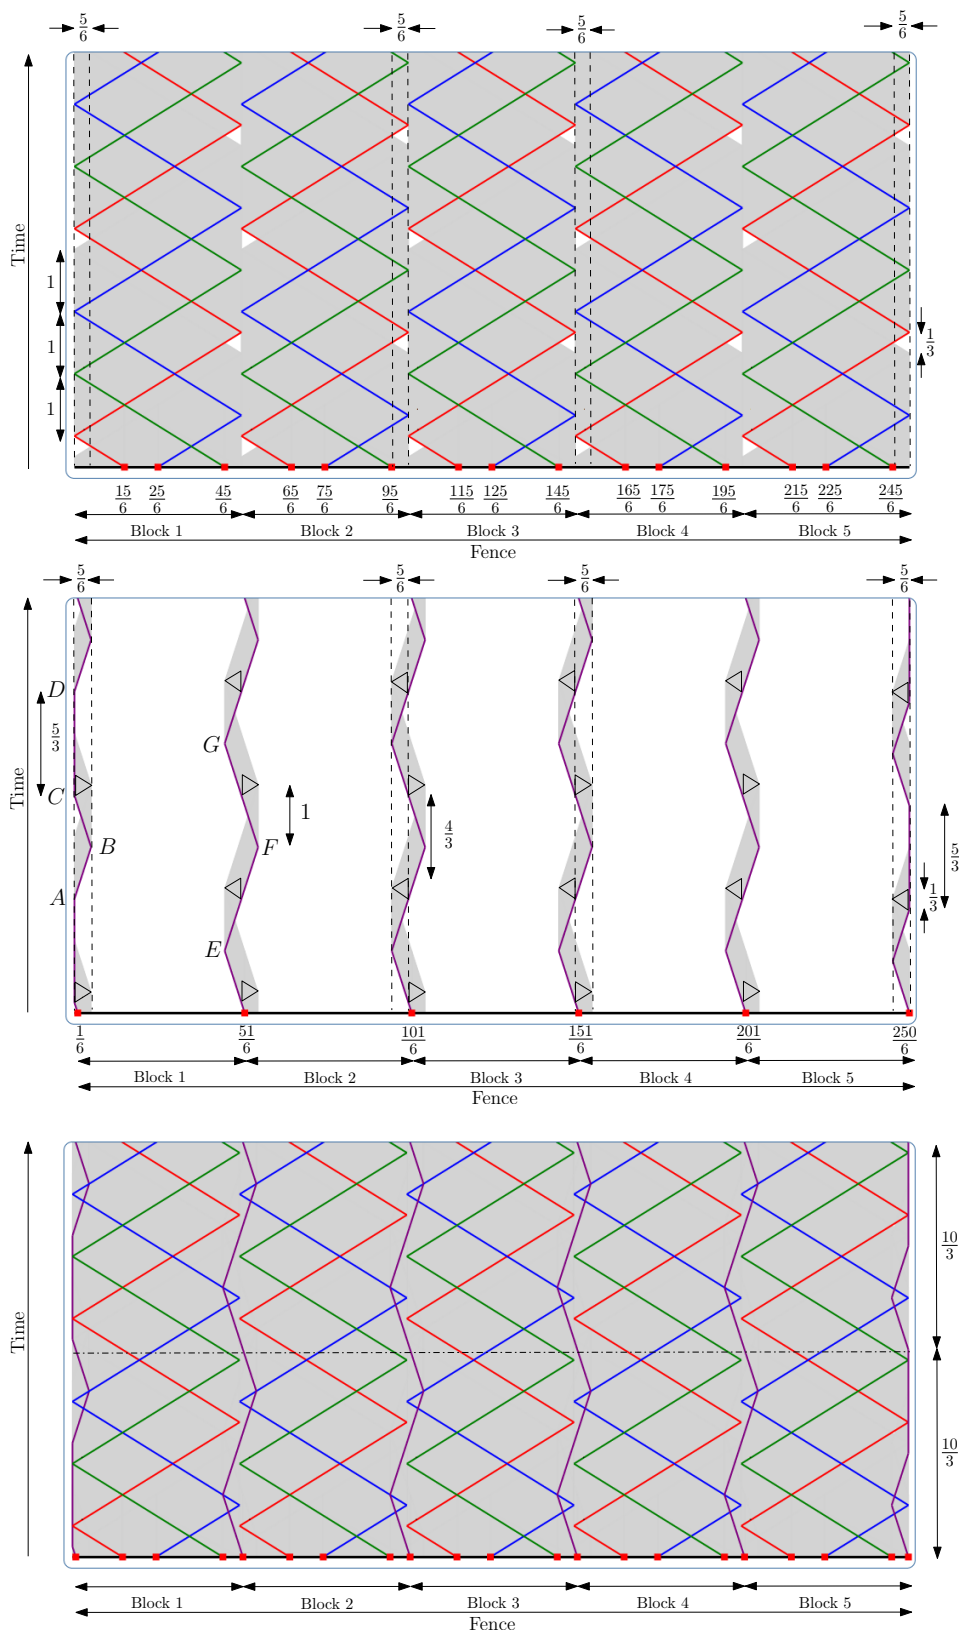 5/6 5/6 5/6 5/6
Time
1
1
1
1/3
15/6 25/6 45/6 65/6 75/6 95/6 115/6 125/6 145/6 165/6 175/6 195/6 215/6 225/6 245/6
Block 1 Block 2 Block 3 Block 4 Block 5
Fence
5/6 5/6 5/6 5/6
Time
D
5/3
G
C
1
4/3
B F
5/3
A
1/3
E
1/6 51/6 101/6 151/6 201/6 250/6
Block 1 Block 2 Block 3 Block 4 Block 5
Fence
Time
10/3
10/3
Block 1 Block 2 Block 3 Block 4 Block 5
Fence